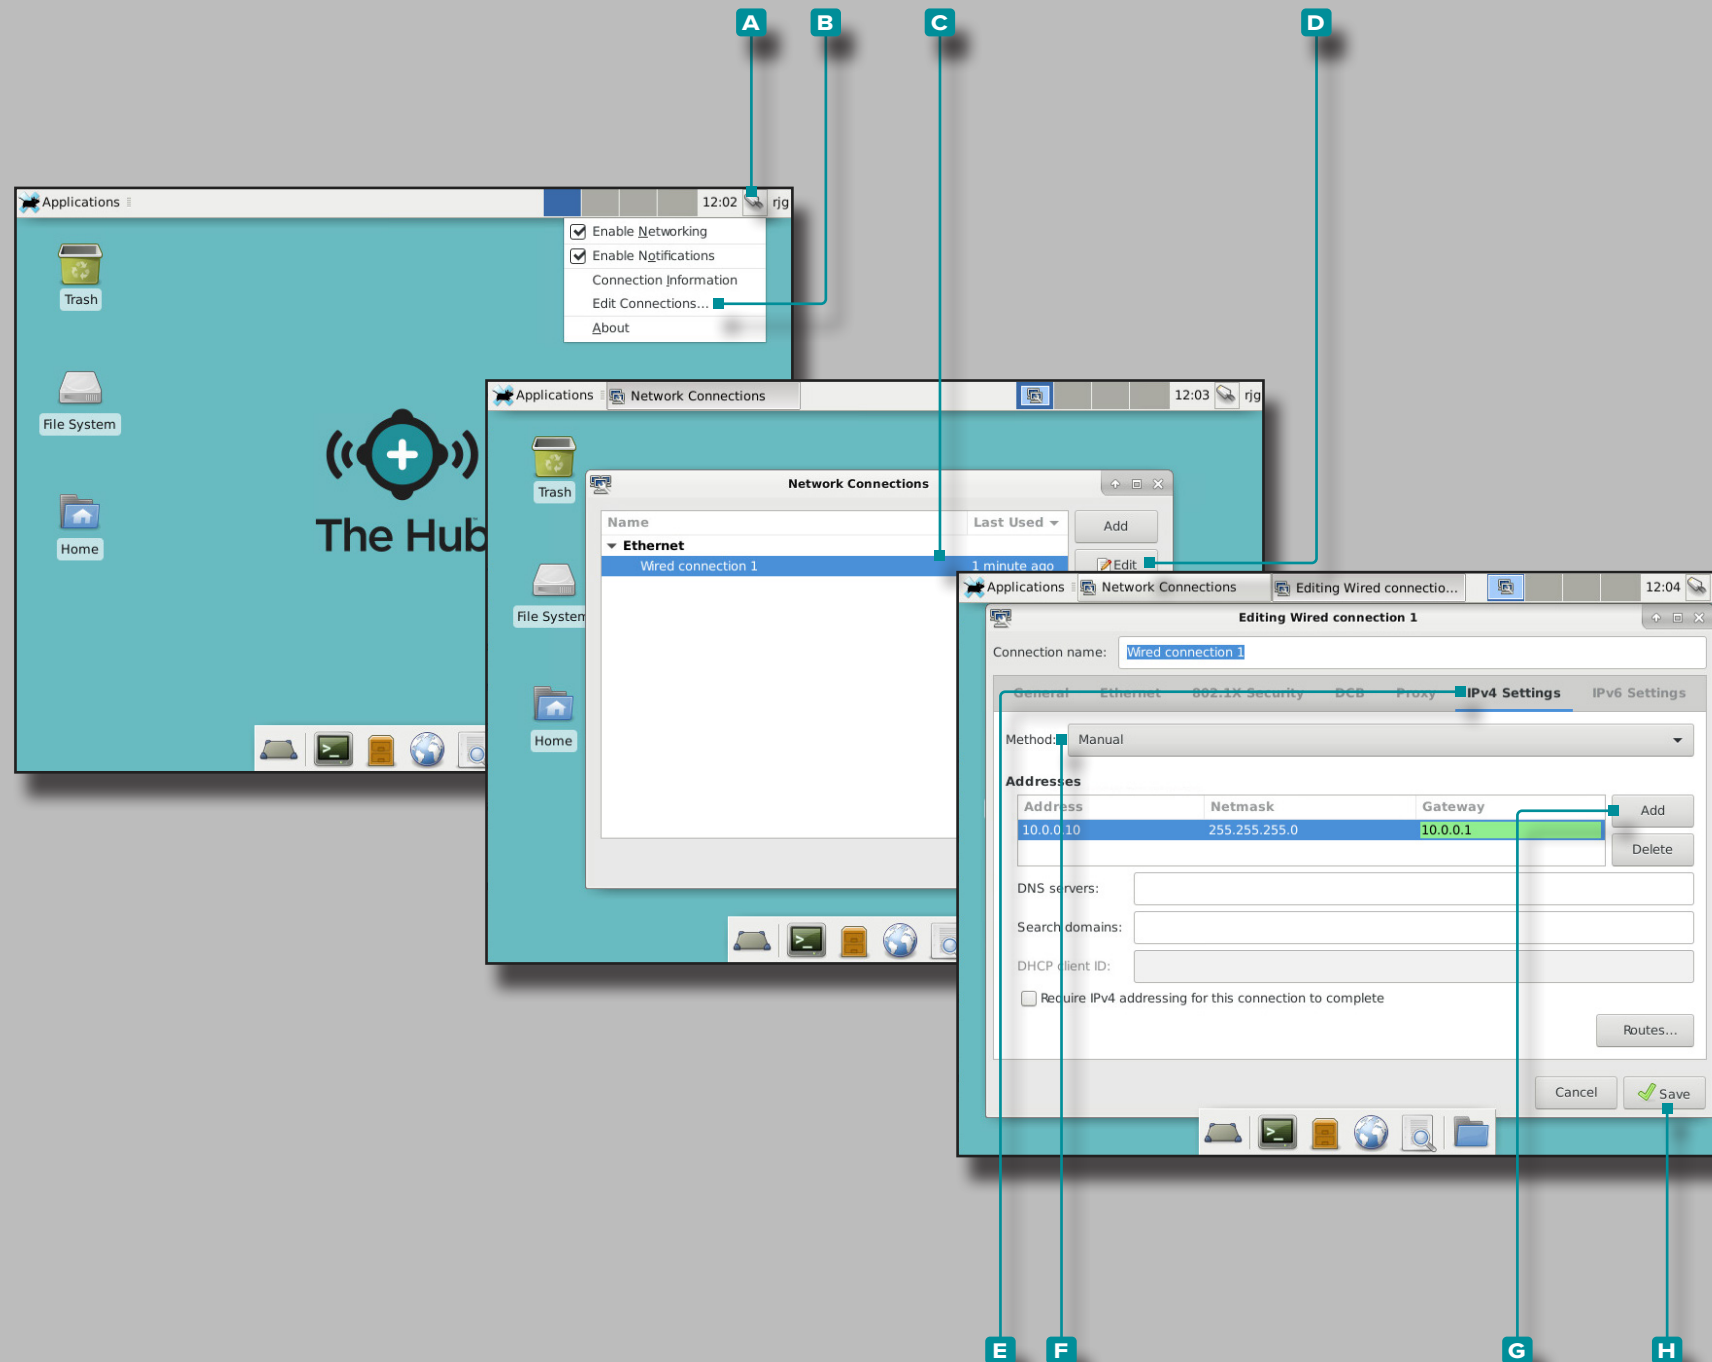 A
B
C
D
Applications
12:02
rjg
Enable Networking
Enable Notifications
Connection Information
Edit Connections...
About
Trash
File System
Home
The Hub
Applications
Network Connections
12:03
rjg
Trash
File System
Home
Network Connections
Name
Last Used
Add
Ethernet
Wired connection 1
1 minute ago
Edit
Applications
Network Connections
Editing Wired connectio...
12:04
Editing Wired connection 1
Connection name:
Wired connection 1
General
Ethernet
802.1X Security
DCB
Proxy
IPv4 Settings
IPv6 Settings
Method:
Manual
Addresses
Address
Netmask
Gateway
Add
10.0.0.10
255.255.255.0
10.0.0.1
Delete
DNS servers:
Search domains:
DHCP client ID:
Require IPv4 addressing for this connection to complete
Routes...
Cancel
Save
E
F
G
H